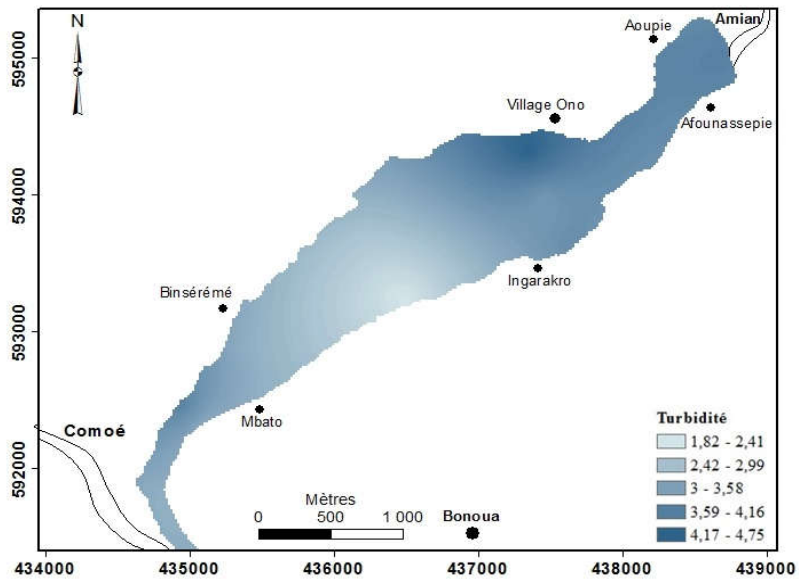 N
Aoupie
Amian
595000
Village Ono
Afounassepie
594000
Ingarakro
Binsérémé
593000
Mbato
Comoé
592000
Turbidité
1,82 - 2,41
2,42 - 2,99
3 - 3,58
3,59 - 4,16
4,17 - 4,75
Mètres
0 500 1 000
Bonoua
434000 435000 436000 437000 438000 439000